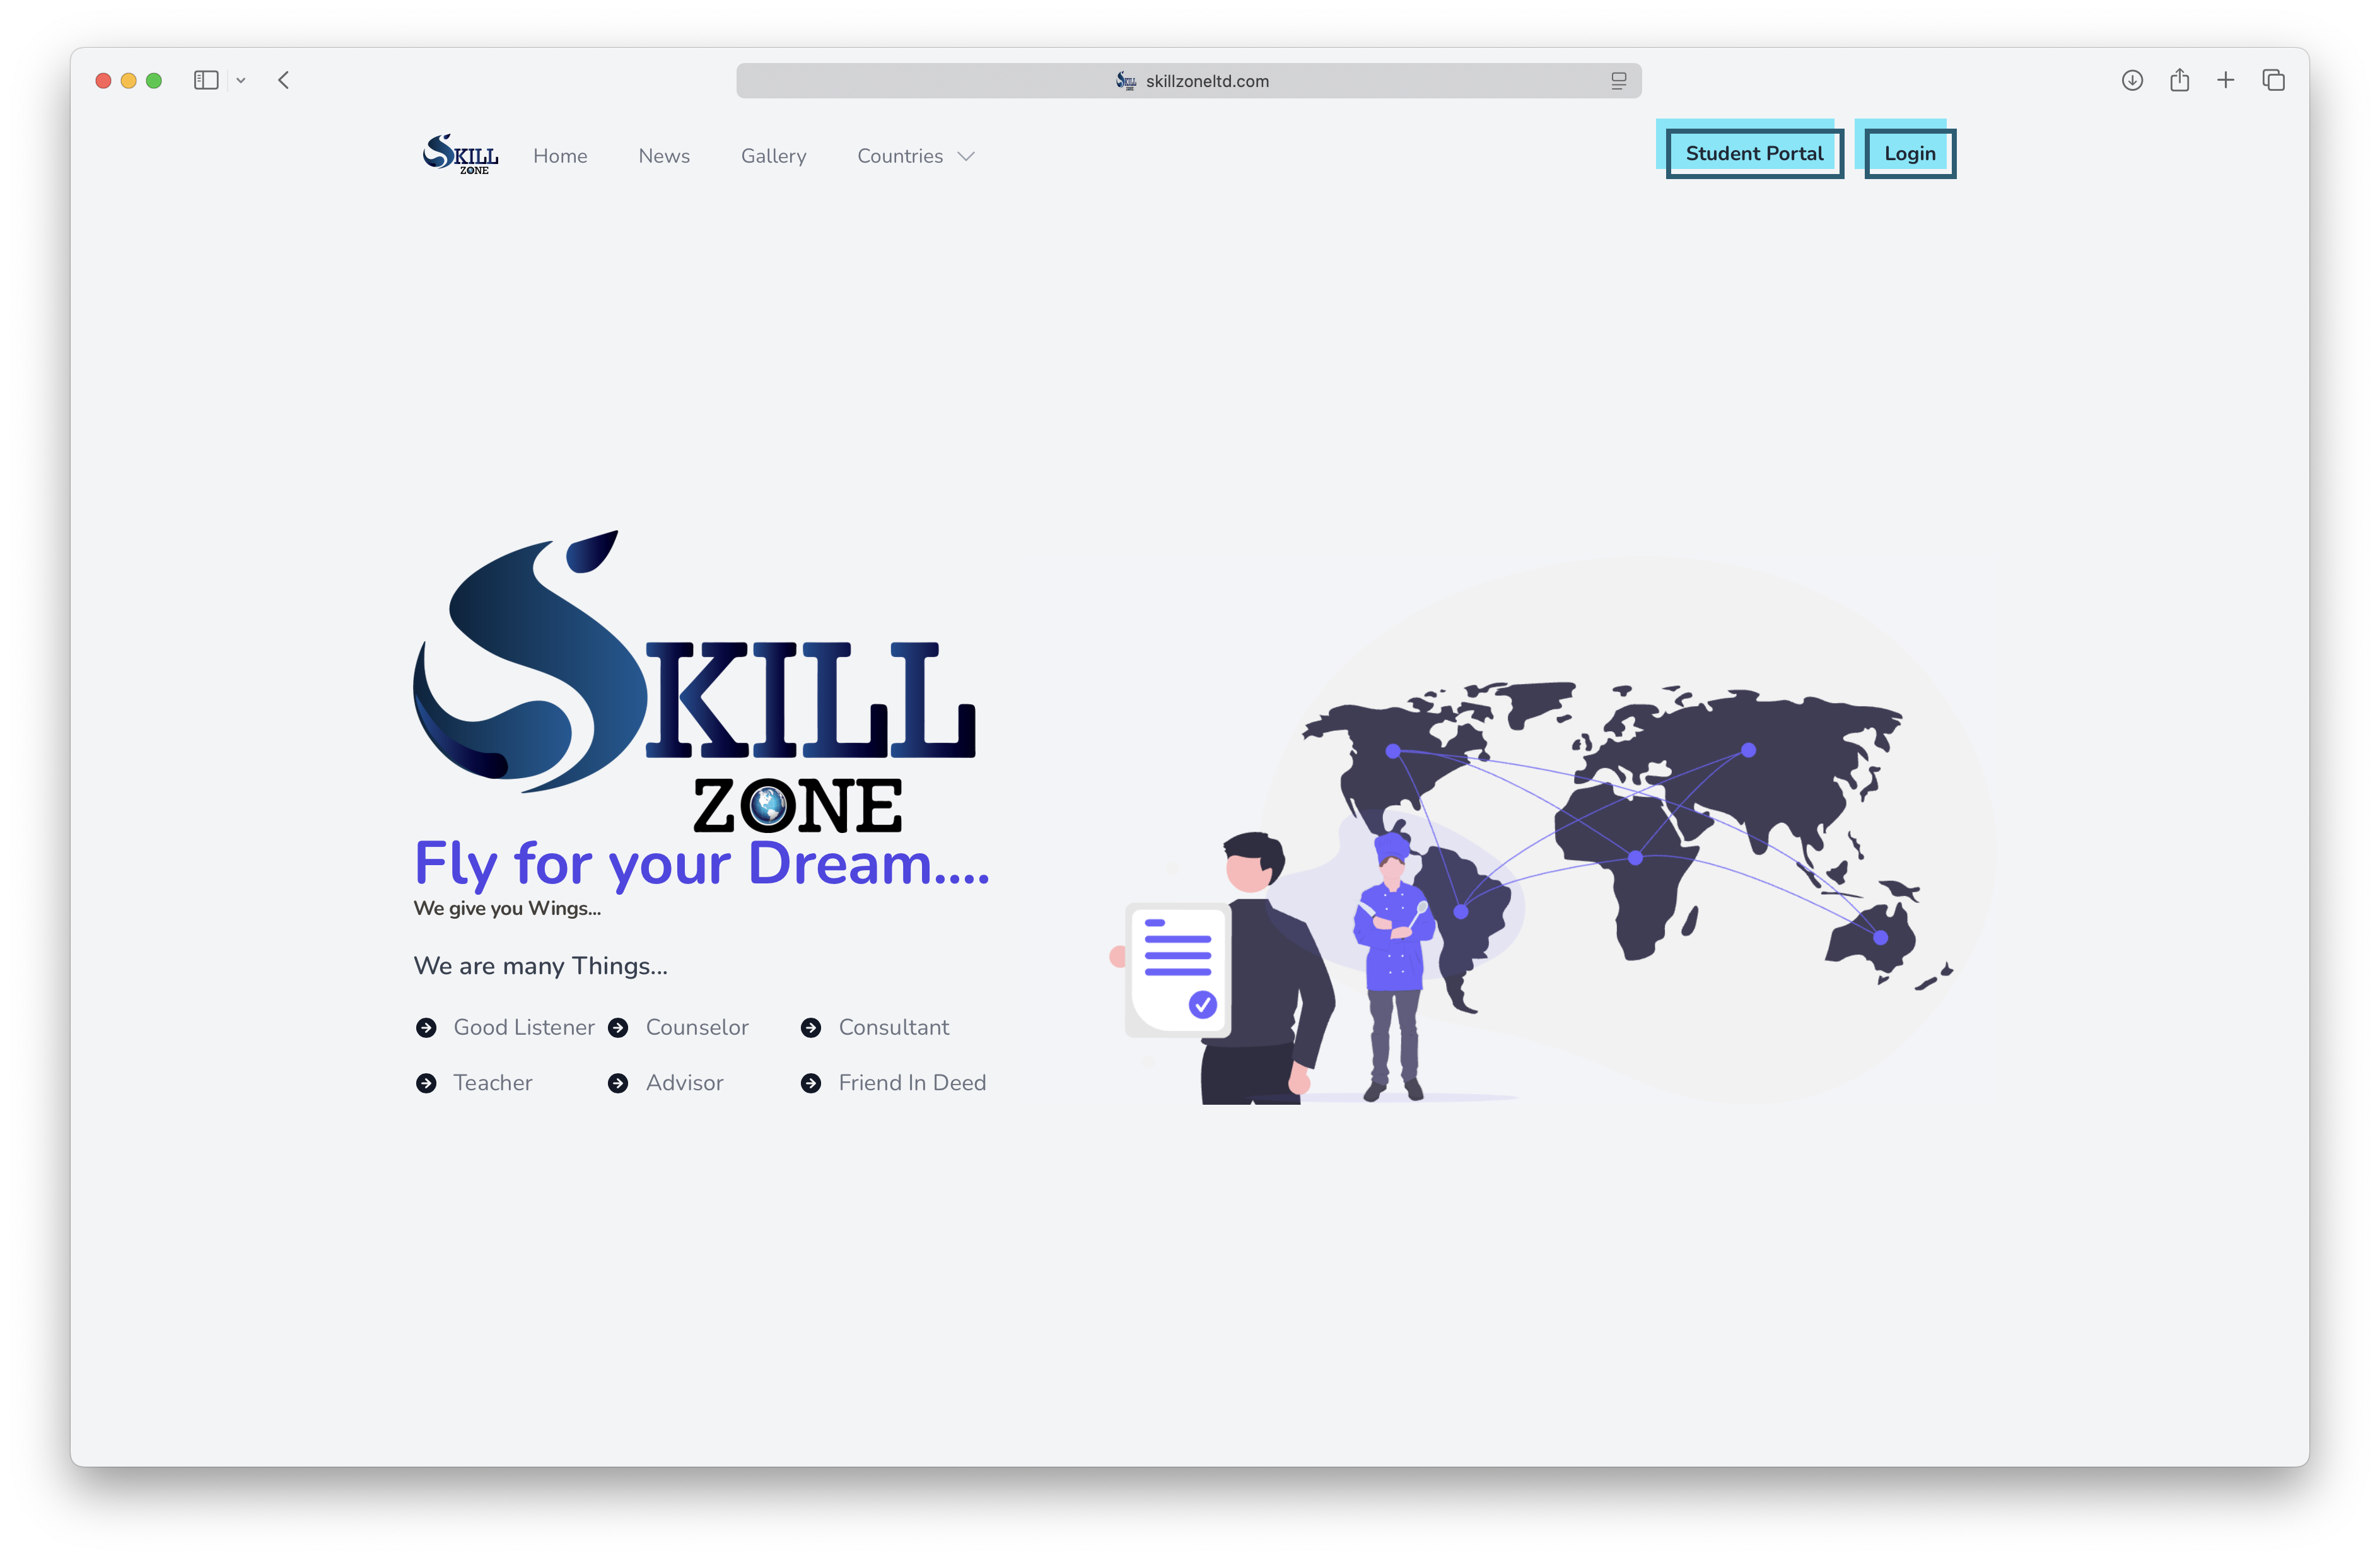 skillzoneltd.com
SKILL
ZONE
Home News Gallery Countries
Student Portal Login
SKILL
ZONE
Fly for your Dream....
We give you Wings...
We are many Things...
Good Listener Counselor Consultant
Teacher Advisor Friend In Deed